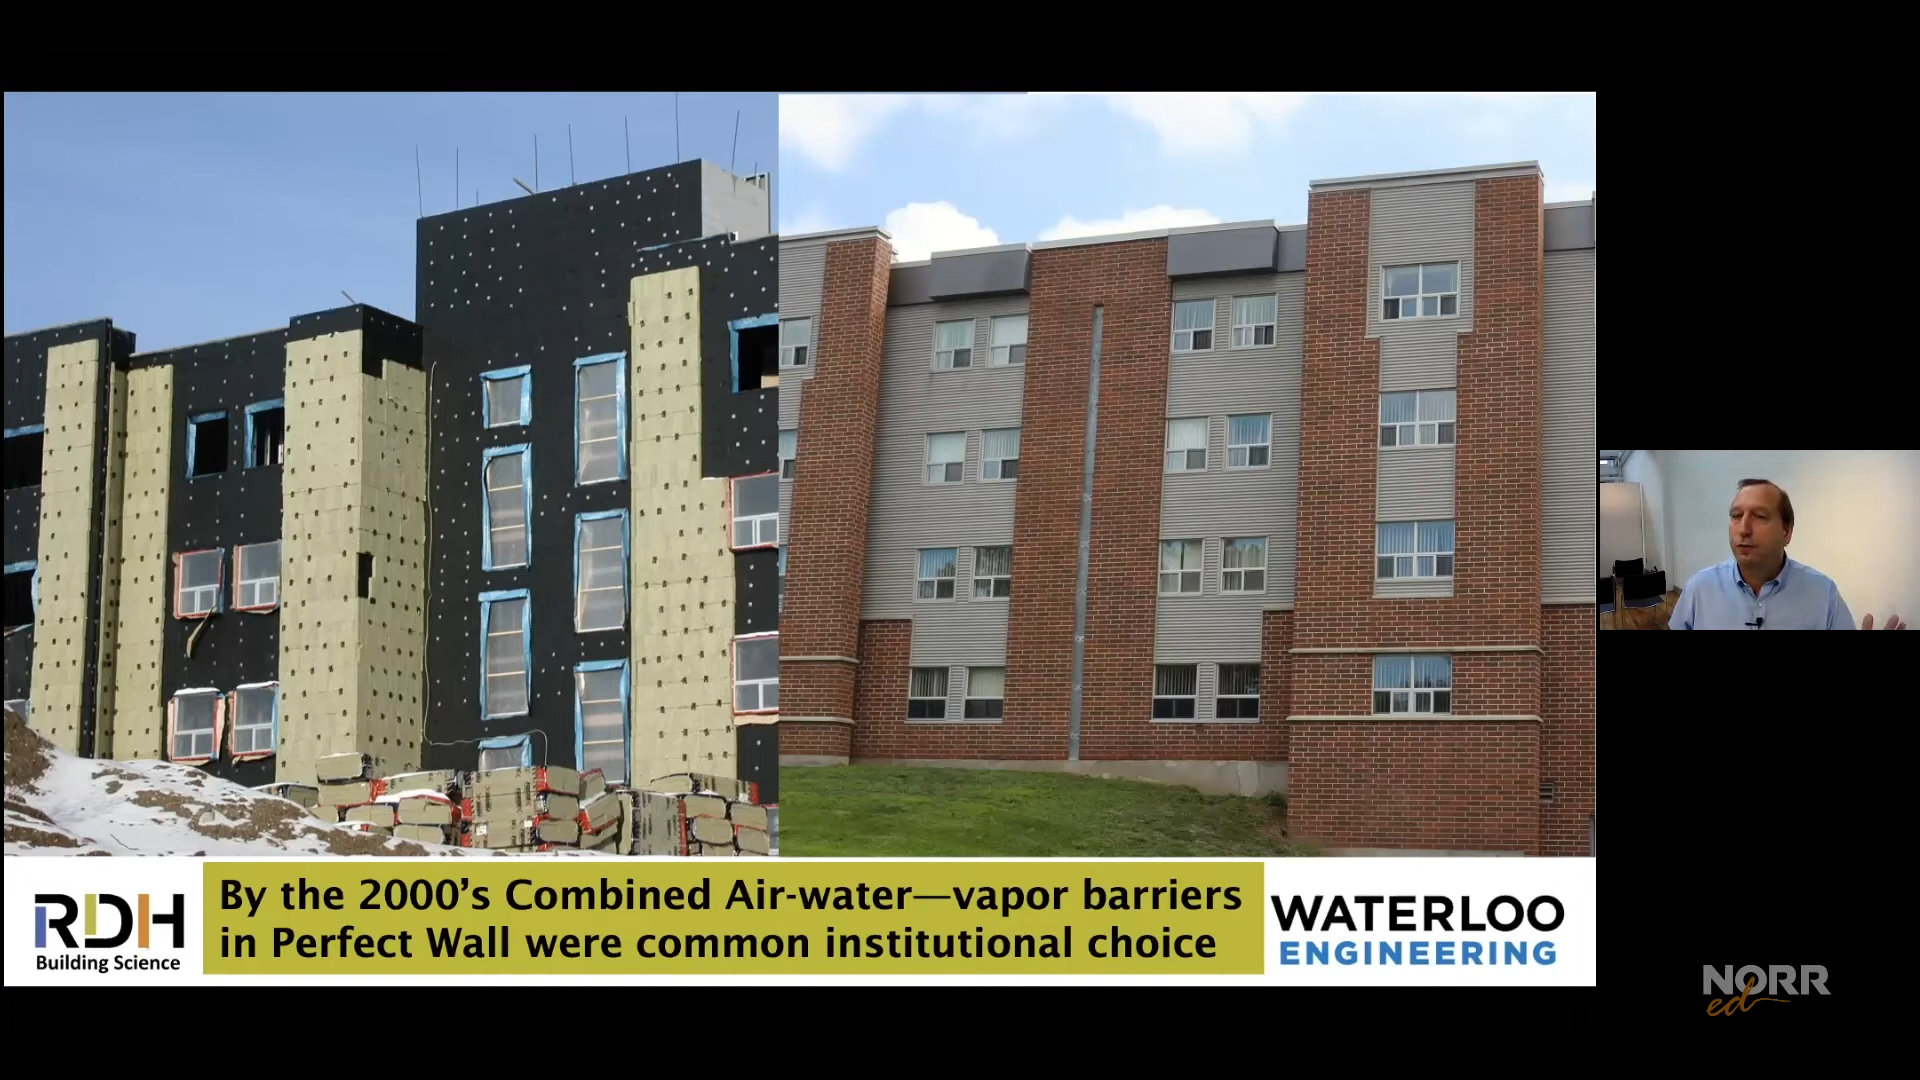 RDH
Building Science
By the 2000's Combined Air-water—vapor barriers
in Perfect Wall were common institutional choice
WATERLOO
ENGINEERING
NORR
ed